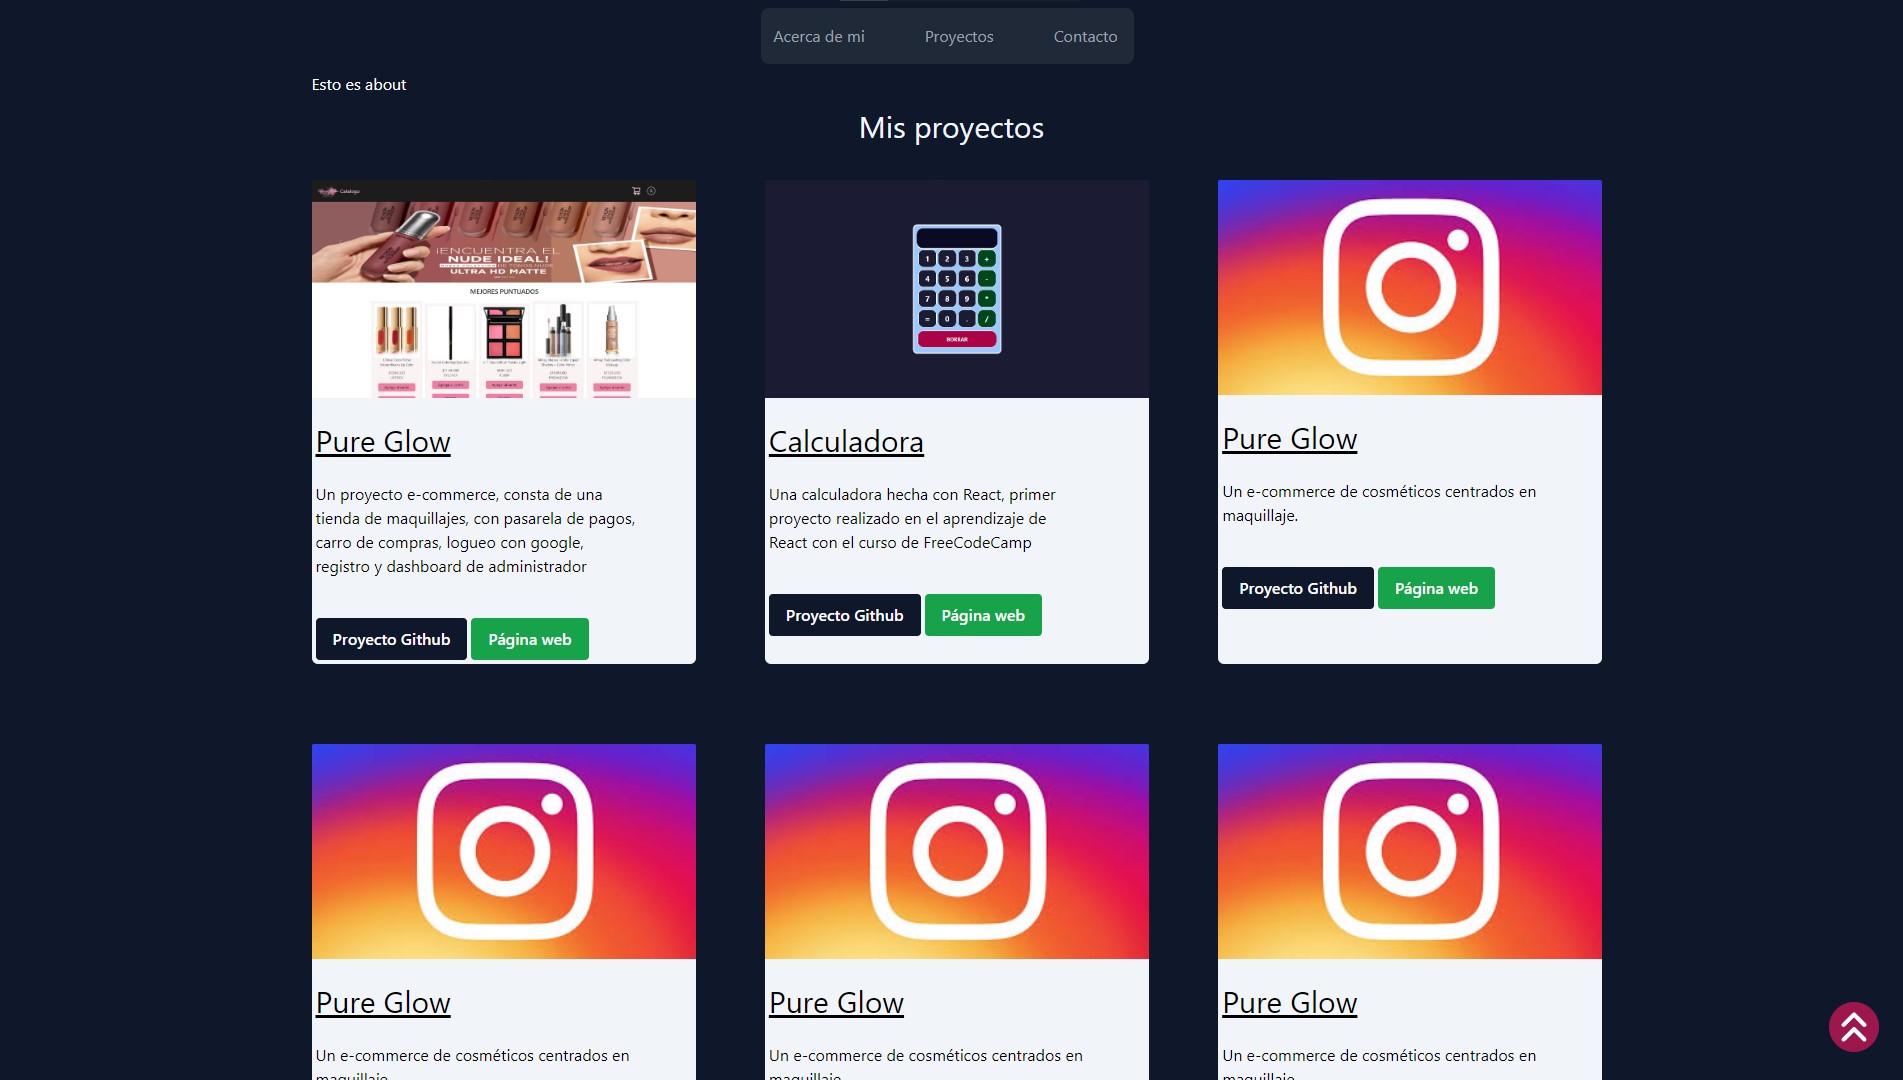 Acerca de mi
Proyectos
Contacto
Esto es about
Mis proyectos
Catalogo
¡ENCUENTRA EL
NUDE IDEAL!
ULTRA HD MATTE
MEJORES PUNTUADOS
1 2 3 +
4 5 6 -
7 8 9 *
= 0 . /
BORRAR
Pure Glow
Un proyecto e-commerce, consta de una
tienda de maquillajes, con pasarela de pagos,
carro de compras, logueo con google,
registro y dashboard de administrador
Proyecto Github
Página web
Calculadora
Una calculadora hecha con React, primer
proyecto realizado en el aprendizaje de
React con el curso de FreeCodeCamp
Proyecto Github
Página web
Pure Glow
Un e-commerce de cosméticos centrados en
maquillaje.
Proyecto Github
Página web
Pure Glow
Un e-commerce de cosméticos centrados en
maquillaje.
Pure Glow
Un e-commerce de cosméticos centrados en
maquillaje.
Pure Glow
Un e-commerce de cosméticos centrados en
maquillaje.